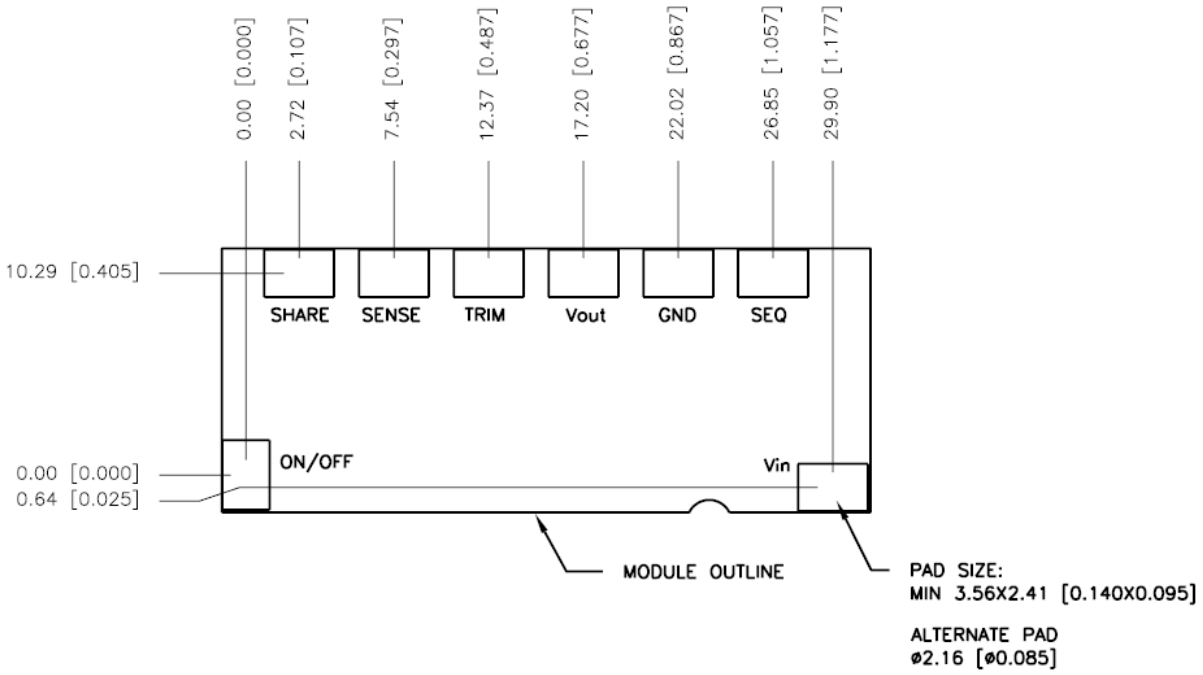 0.00 [0.000]
2.72 [0.107]
7.54 [0.297]
12.37 [0.487]
17.20 [0.677]
22.02 [0.867]
26.85 [1.057]
29.90 [1.177]
10.29 [0.405]
SHARE
SENSE
TRIM
Vout
GND
SEQ
ON/OFF
Vin
0.00 [0.000]
0.64 [0.025]
MODULE OUTLINE
PAD SIZE:
MIN 3.56X2.41 [0.140X0.095]
ALTERNATE PAD
ø2.16 [ø0.085]